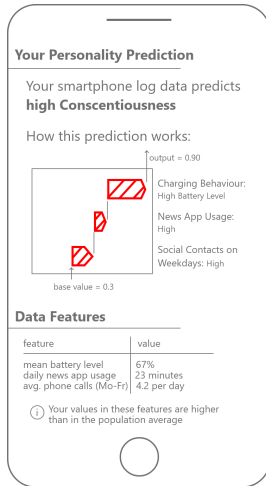 Your Personality Prediction
Your smartphone log data predicts
high Conscentiousness
How this prediction works:
output = 0.90
Charging Behaviour:
High Battery Level
News App Usage:
High
Social Contacts on
Weekdays: High
base value = 0.3
Data Features
feature value
mean battery level 67%
daily news app usage 23 minutes
avg. phone calls (Mo-Fr) 4.2 per day
i Your values in these features are higher
than in the population average